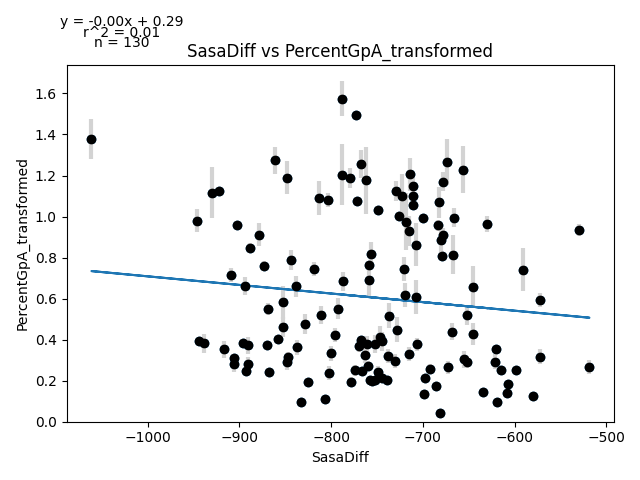 y = -0.00x + 0.29
r^2 = 0.01
n = 130
SasaDiff vs PercentGpA_transformed
PercentGpA_transformed
1.6
1.4
1.2
1.0
0.8
0.6
0.4
0.2
0.0
−1000
−900
−800
−700
−600
−500
SasaDiff